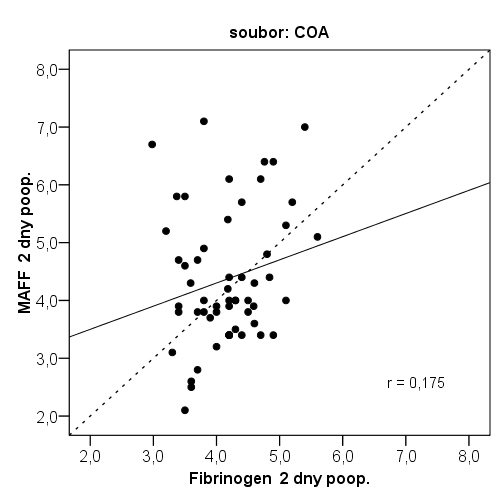 soubor: COA
MAFF 2 dny poop.
8,0
7,0
6,0
5,0
4,0
3,0
2,0
r = 0,175
2,0 3,0 4,0 5,0 6,0 7,0 8,0
Fibrinogen 2 dny poop.